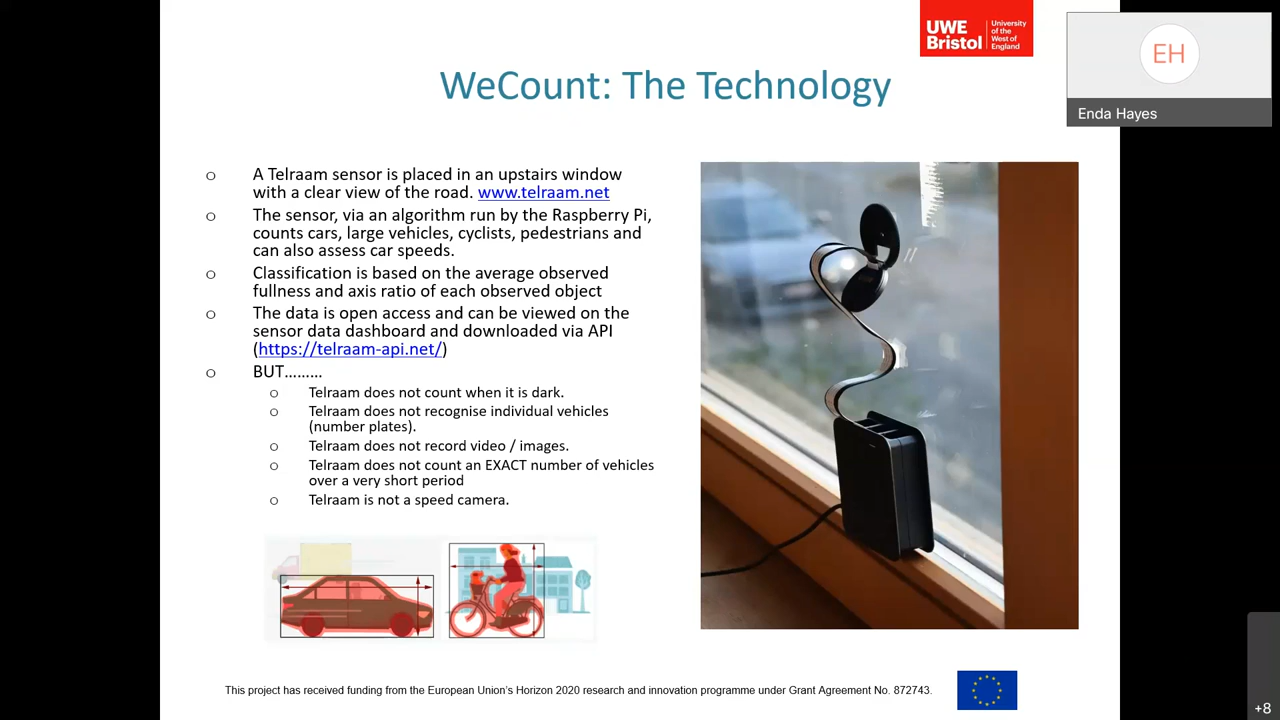 UWE
Bristol
University
of the
West of
England
EH
Enda Hayes
WeCount: The Technology
o A Telraam sensor is placed in an upstairs window
with a clear view of the road. www.telraam.net
o The sensor, via an algorithm run by the Raspberry Pi,
counts cars, large vehicles, cyclists, pedestrians and
can also assess car speeds.
o Classification is based on the average observed
fullness and axis ratio of each observed object
o The data is open access and can be viewed on the
sensor data dashboard and downloaded via API
(https://telraam-api.net/)
o BUT………
o Telraam does not count when it is dark.
o Telraam does not recognise individual vehicles
(number plates).
o Telraam does not record video / images.
o Telraam does not count an EXACT number of vehicles
over a very short period
o Telraam is not a speed camera.
This project has received funding from the European Union’s Horizon 2020 research and innovation programme under Grant Agreement No. 872743.
+8